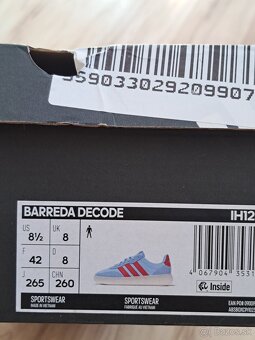 359033029209907
BARREDA DECODE IH12
US UK
8½ 8
F D
42 8
J CHN
265 260
4 067904 3531
SPORTSWEAR SPORTSWEAR
MADE IN VIETNAM FABRIQUÉ AU VIETNAM
Inside